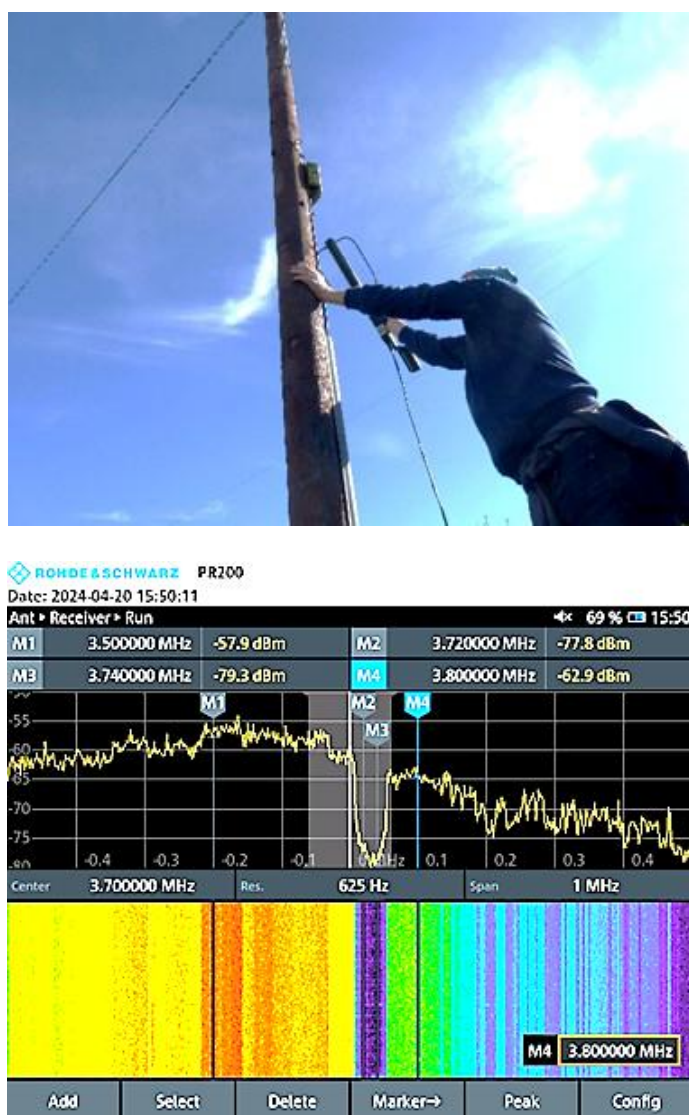 ROHDE&SCHWARZ PR200
Date: 2024-04-20 15:50:11
Ant ▸ Receiver ▸ Run 69 % 15:50
M1 3.500000 MHz -57.9 dBm M2 3.720000 MHz -77.8 dBm
M3 3.740000 MHz -79.3 dBm M4 3.800000 MHz -62.9 dBm
M1 M2 M4
-55
M3
-60
-65
-70
-75
-80 -0.4 -0.3 -0.2 -0.1 0.1 0.2 0.3 0.4
Center 3.700000 MHz Res. 625 Hz Span 1 MHz
M4 3.800000 MHz
Add Select Delete Marker→ Peak Config